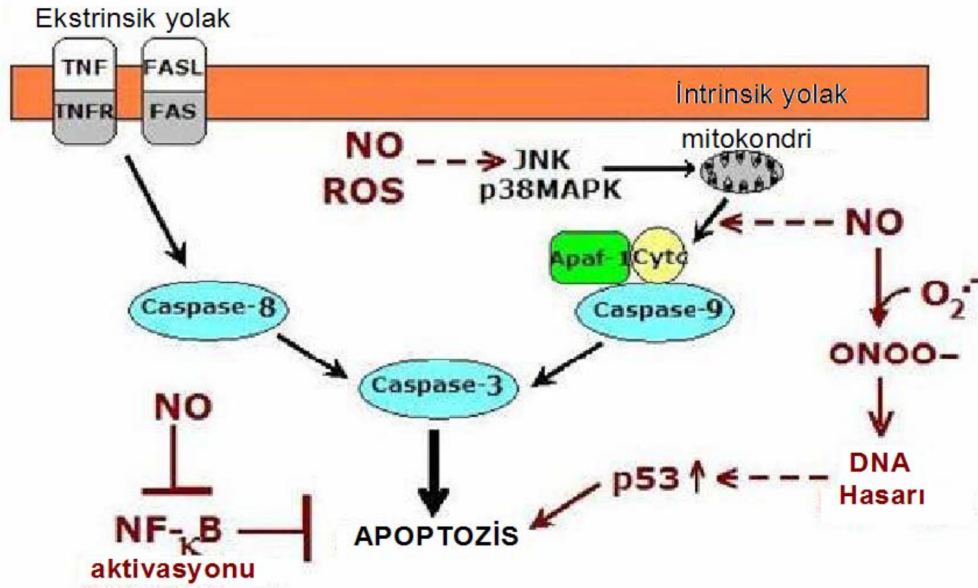 Ekstrinsik yolak
TNF FASL
TNFR FAS
İntrinsik yolak
mitokondri
NO
ROS
JNK
p38MAPK
NO
Apaf-1 Cytc
Caspase-8
Caspase-9
O₂·-
ONOO-
Caspase-3
NO
DNA
Hasarı
p53
NF-κB
aktivasyonu
APOPTOZİS